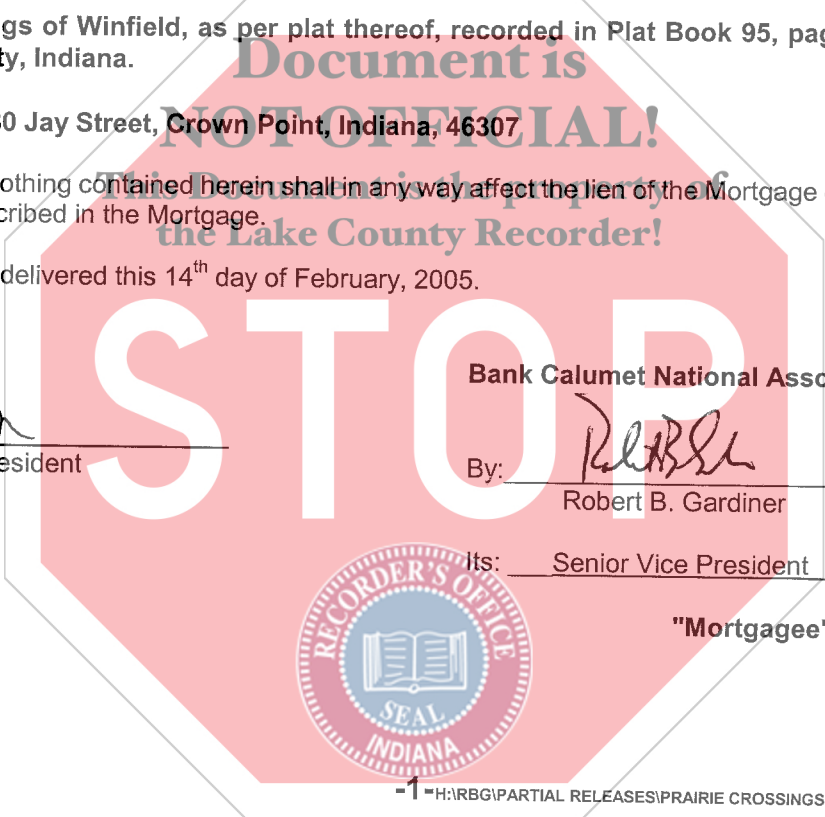 gs of Winfield, as per plat thereof, recorded in Plat Book 95, pag
ty, Indiana.
Document is
0 Jay Street, Crown Point, Indiana, 46307
NOT OFFICIAL!
othing contained herein shall in any way affect the lien of the Mortgage
This Document is the property of
cribed in the Mortgage.
the Lake County Recorder!
delivered this 14th day of February, 2005.
STOP
Bank Calumet National Asso
esident
By:
Robert B. Gardiner
Its: Senior Vice President
"Mortgagee"
RECORDER'S OFFICE
SEAL
INDIANA
-1-H:\RBG\PARTIAL RELEASES\PRAIRIE CROSSINGS